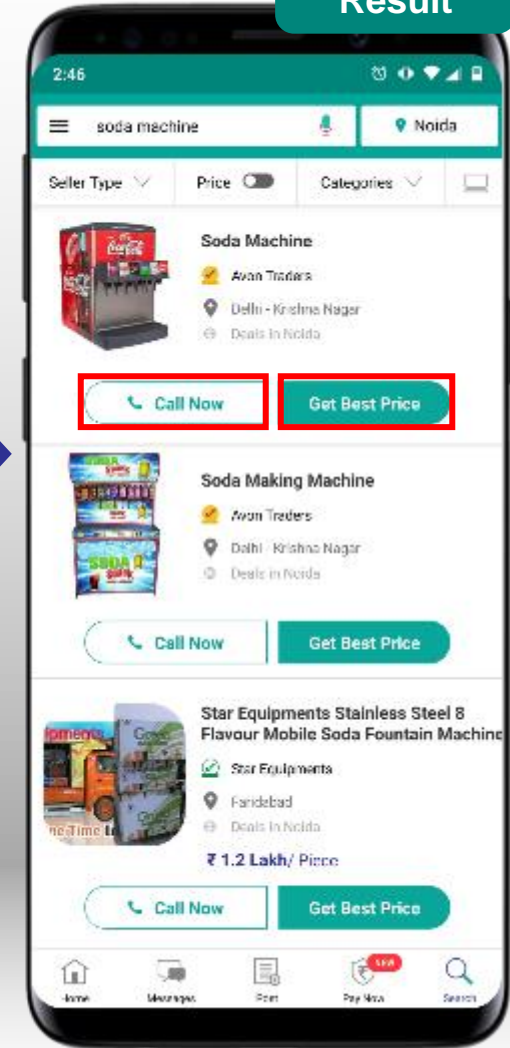 Result
2:46
soda machine
Noida
Seller Type
Price
Categories
Soda Machine
Avon Traders
Delhi - Krishna Nagar
Deals in Noida
Call Now
Get Best Price
Soda Making Machine
Avon Traders
Delhi - Krishna Nagar
Deals in Noida
Call Now
Get Best Price
Star Equipments Stainless Steel 8
Flavour Mobile Soda Fountain Machine
Star Equipments
Faridabad
Deals in Noida
₹ 1.2 Lakh/ Piece
Call Now
Get Best Price
NEW
Home
Messages
Post
Pay Now
Search